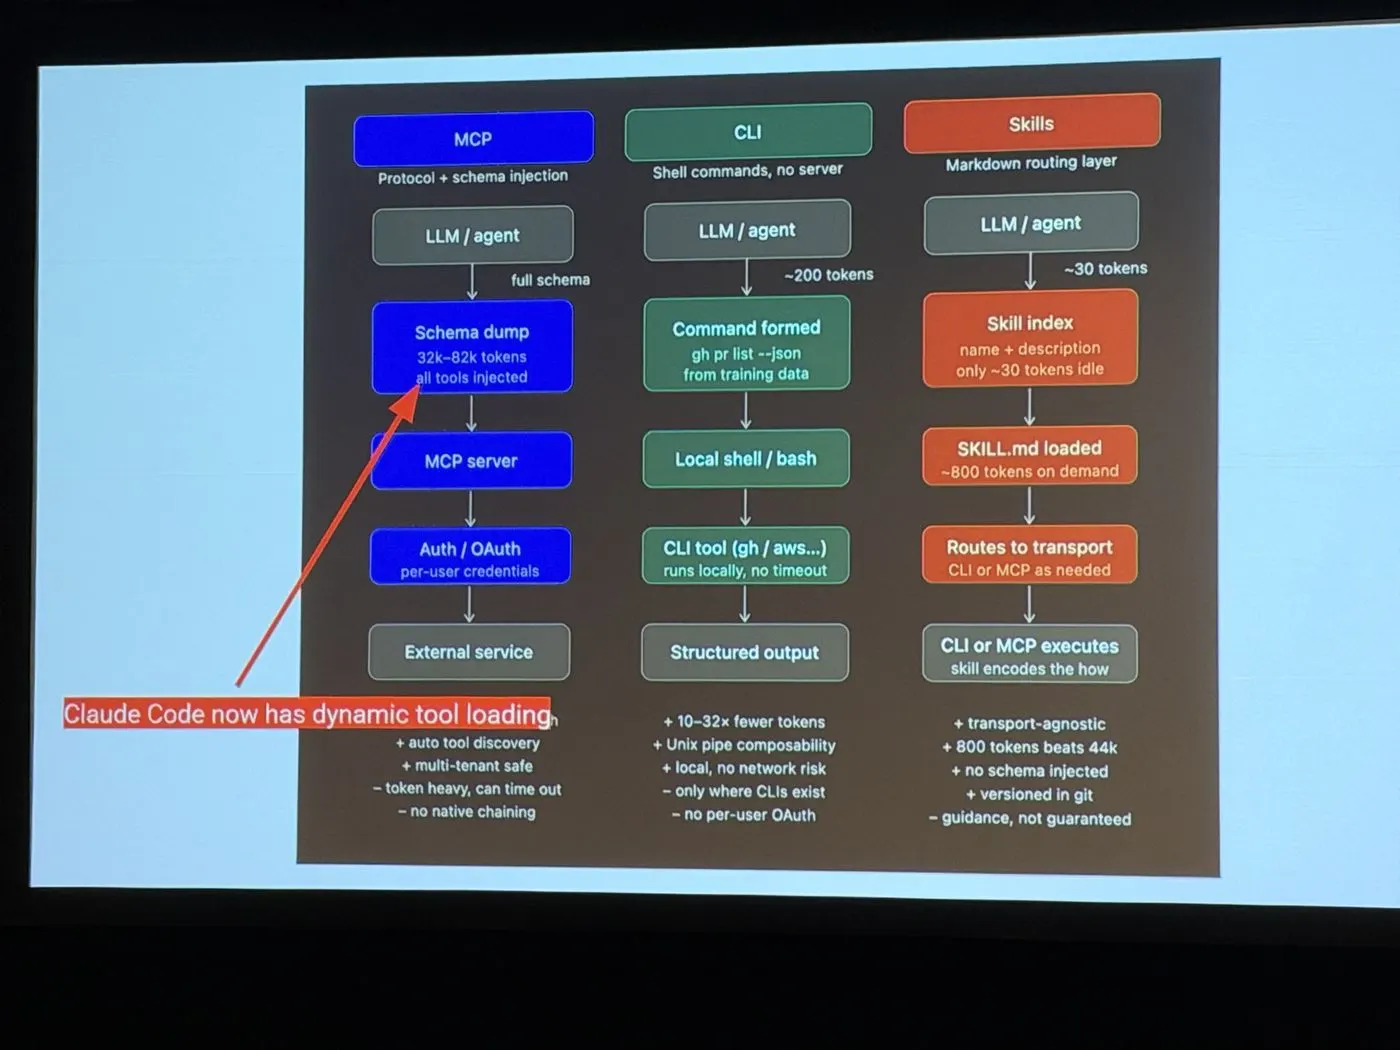 MCP
Protocol + schema injection
LLM / agent
full schema
Schema dump
32k–82k tokens
all tools injected
MCP server
Auth / OAuth
per-user credentials
External service
Claude Code now has dynamic tool loading
+ auto tool discovery
+ multi-tenant safe
– token heavy, can time out
– no native chaining
CLI
Shell commands, no server
LLM / agent
~200 tokens
Command formed
gh pr list --json
from training data
Local shell / bash
CLI tool (gh / aws...)
runs locally, no timeout
Structured output
+ 10–32x fewer tokens
+ Unix pipe composability
+ local, no network risk
– only where CLIs exist
– no per-user OAuth
Skills
Markdown routing layer
LLM / agent
~30 tokens
Skill index
name + description
only ~30 tokens idle
SKILL.md loaded
~800 tokens on demand
Routes to transport
CLI or MCP as needed
CLI or MCP executes
skill encodes the how
+ transport-agnostic
+ 800 tokens beats 44k
+ no schema injected
+ versioned in git
– guidance, not guaranteed